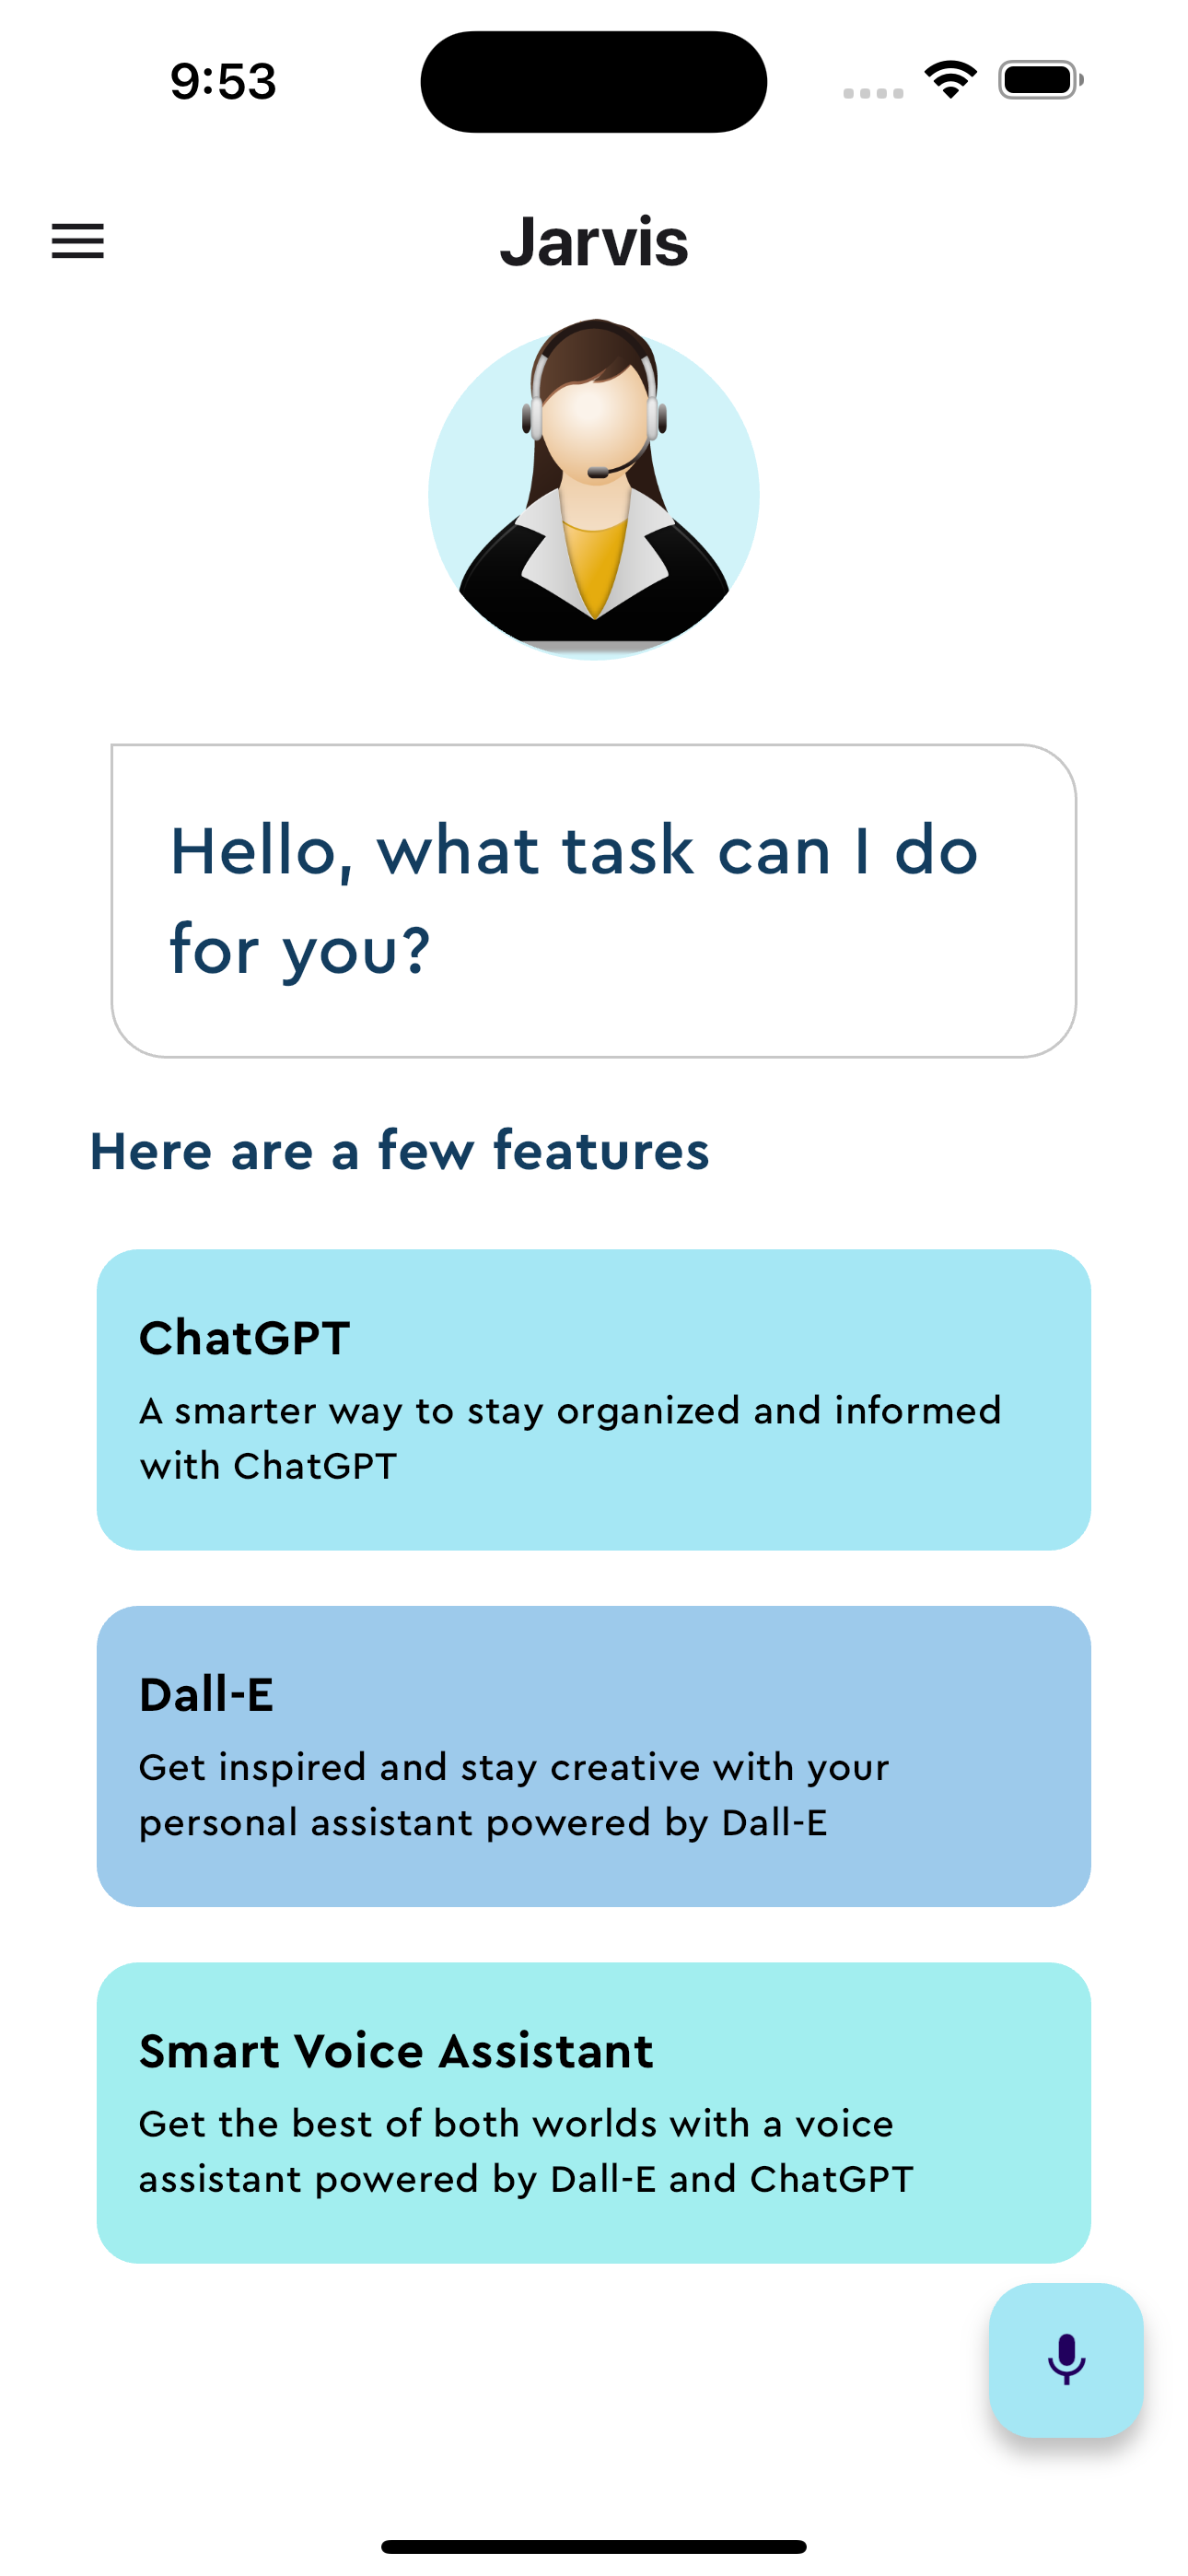 9:53
Jarvis
Hello, what task can I do
for you?
Here are a few features
ChatGPT
A smarter way to stay organized and informed
with ChatGPT
Dall-E
Get inspired and stay creative with your
personal assistant powered by Dall-E
Smart Voice Assistant
Get the best of both worlds with a voice
assistant powered by Dall-E and ChatGPT